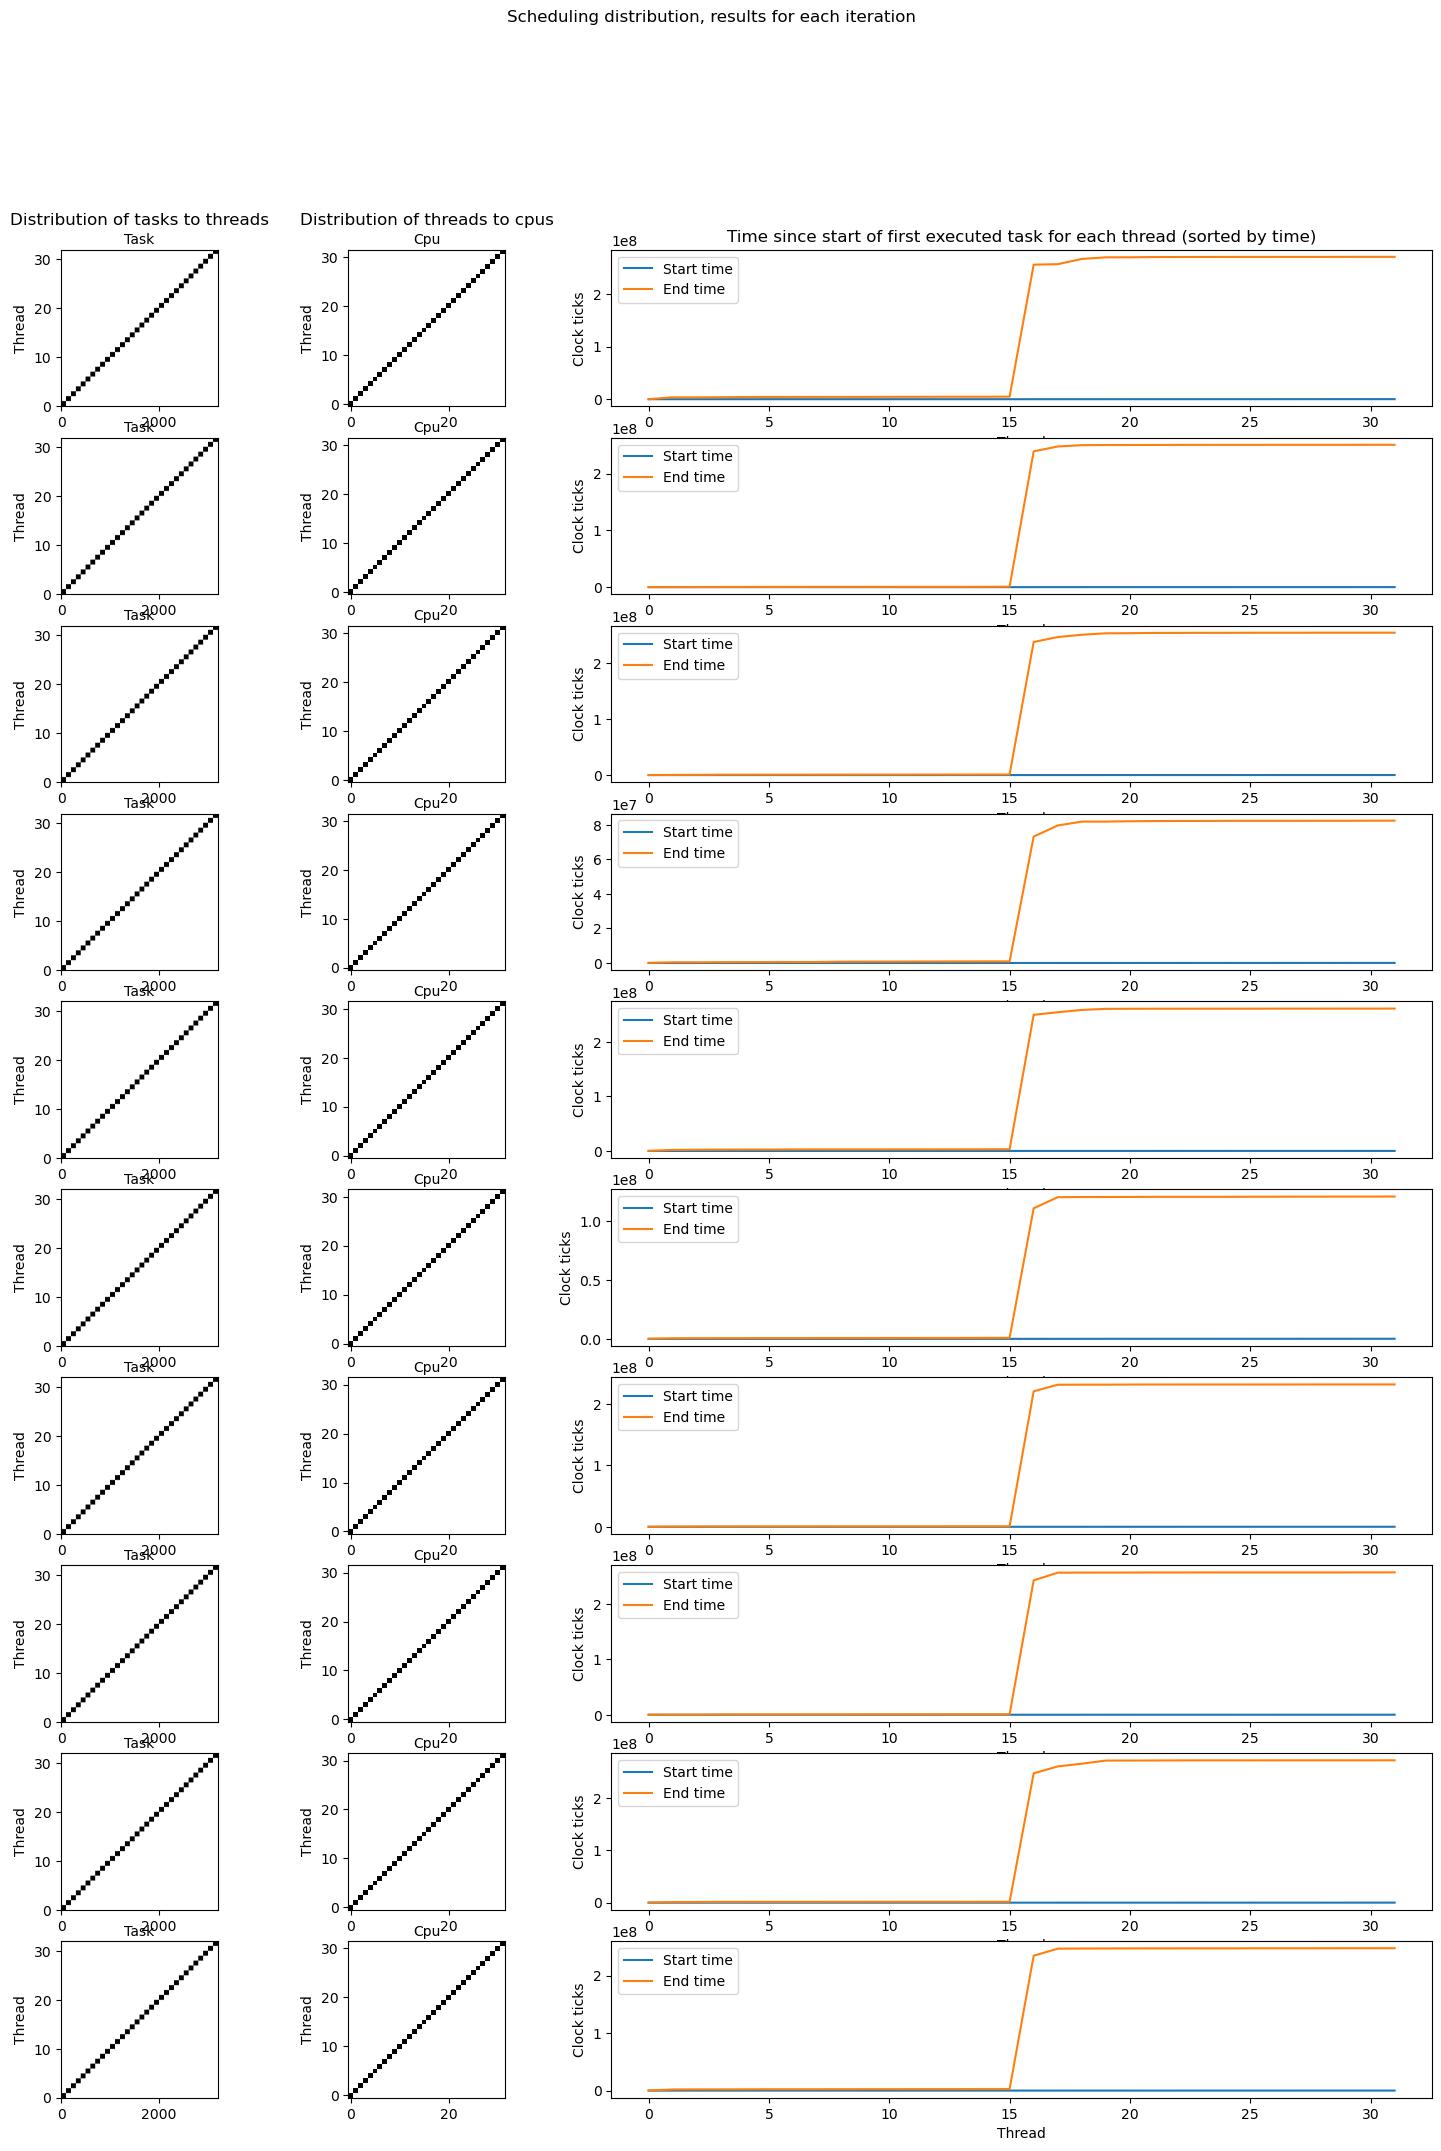 Scheduling distribution, results for each iteration
Distribution of tasks to threads
Distribution of threads to cpus
Time since start of first executed task for each thread (sorted by time)
Task
Thread
30
20
10
0
0 2000
Cpu
Thread
30
20
10
0
0 20
1e8
Clock ticks
2
1
0
Start time
End time
0 5 10 15 20 25 30
Task
Thread
30
20
10
0
0 2000
Cpu
Thread
30
20
10
0
0 20
1e8
Clock ticks
2
1
0
Start time
End time
0 5 10 15 20 25 30
Task
Thread
30
20
10
0
0 2000
Cpu
Thread
30
20
10
0
0 20
1e8
Clock ticks
2
1
0
Start time
End time
0 5 10 15 20 25 30
Task
Thread
30
20
10
0
0 2000
Cpu
Thread
30
20
10
0
0 20
1e7
Clock ticks
8
6
4
2
0
Start time
End time
0 5 10 15 20 25 30
Task
Thread
30
20
10
0
0 2000
Cpu
Thread
30
20
10
0
0 20
1e8
Clock ticks
2
1
0
Start time
End time
0 5 10 15 20 25 30
Task
Thread
30
20
10
0
0 2000
Cpu
Thread
30
20
10
0
0 20
1e8
Clock ticks
1.0
0.5
0.0
Start time
End time
0 5 10 15 20 25 30
Task
Thread
30
20
10
0
0 2000
Cpu
Thread
30
20
10
0
0 20
1e8
Clock ticks
2
1
0
Start time
End time
0 5 10 15 20 25 30
Task
Thread
30
20
10
0
0 2000
Cpu
Thread
30
20
10
0
0 20
1e8
Clock ticks
2
1
0
Start time
End time
0 5 10 15 20 25 30
Task
Thread
30
20
10
0
0 2000
Cpu
Thread
30
20
10
0
0 20
1e8
Clock ticks
2
1
0
Start time
End time
0 5 10 15 20 25 30
Task
Thread
30
20
10
0
0 2000
Cpu
Thread
30
20
10
0
0 20
1e8
Clock ticks
2
1
0
Start time
End time
0 5 10 15 20 25 30
Thread